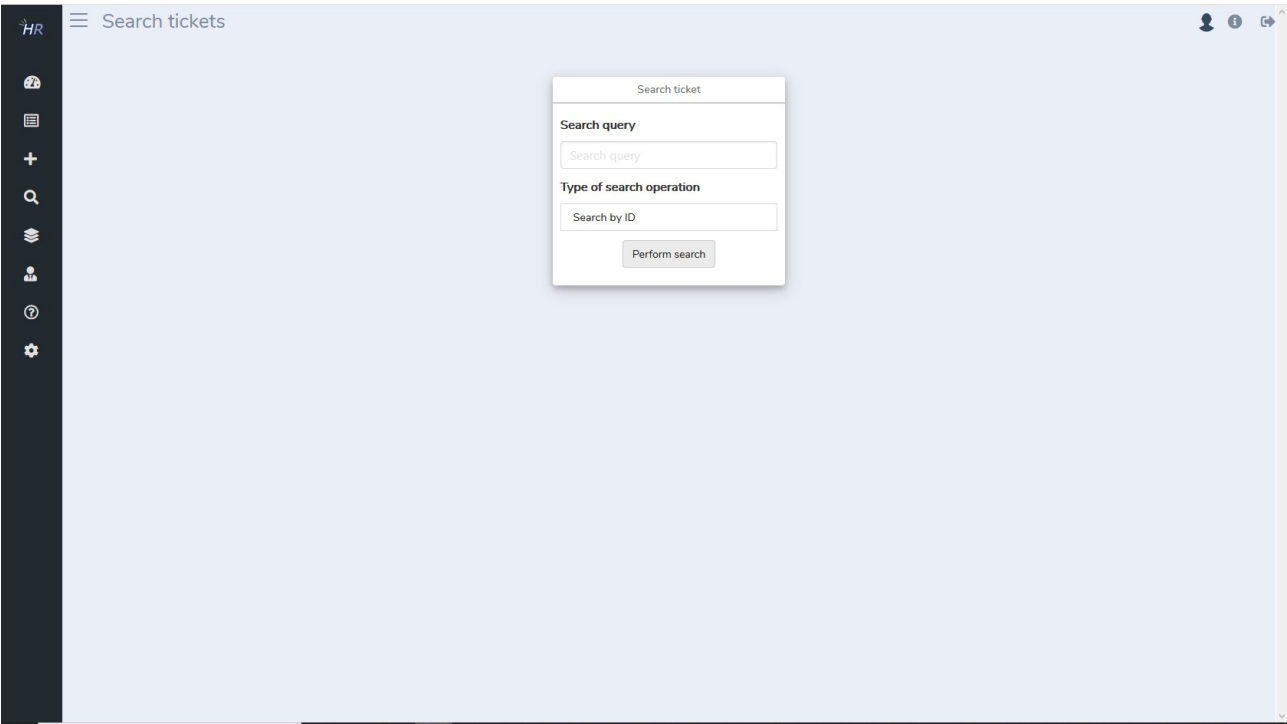 HR
Search tickets
Search ticket
Search query
Search query
Type of search operation
Search by ID
Perform search